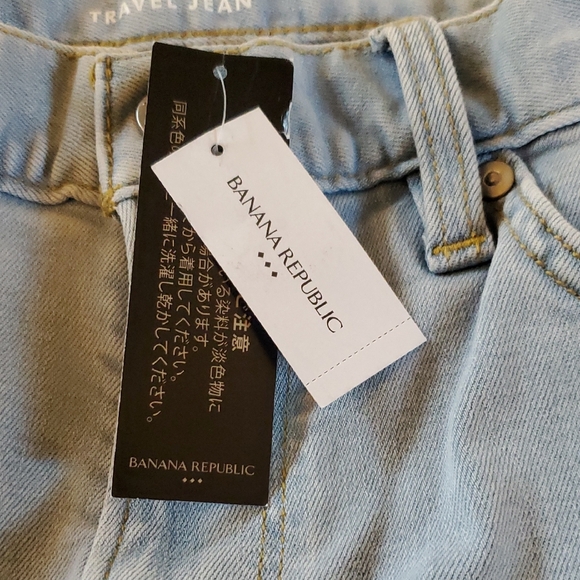 TRAVEL JEAN
BANANA REPUBLIC
注意
いる染料が淡色物に
場合があります。
から着用してください。
同系色の 一緒に洗濯し乾かしてください。
BANANA REPUBLIC